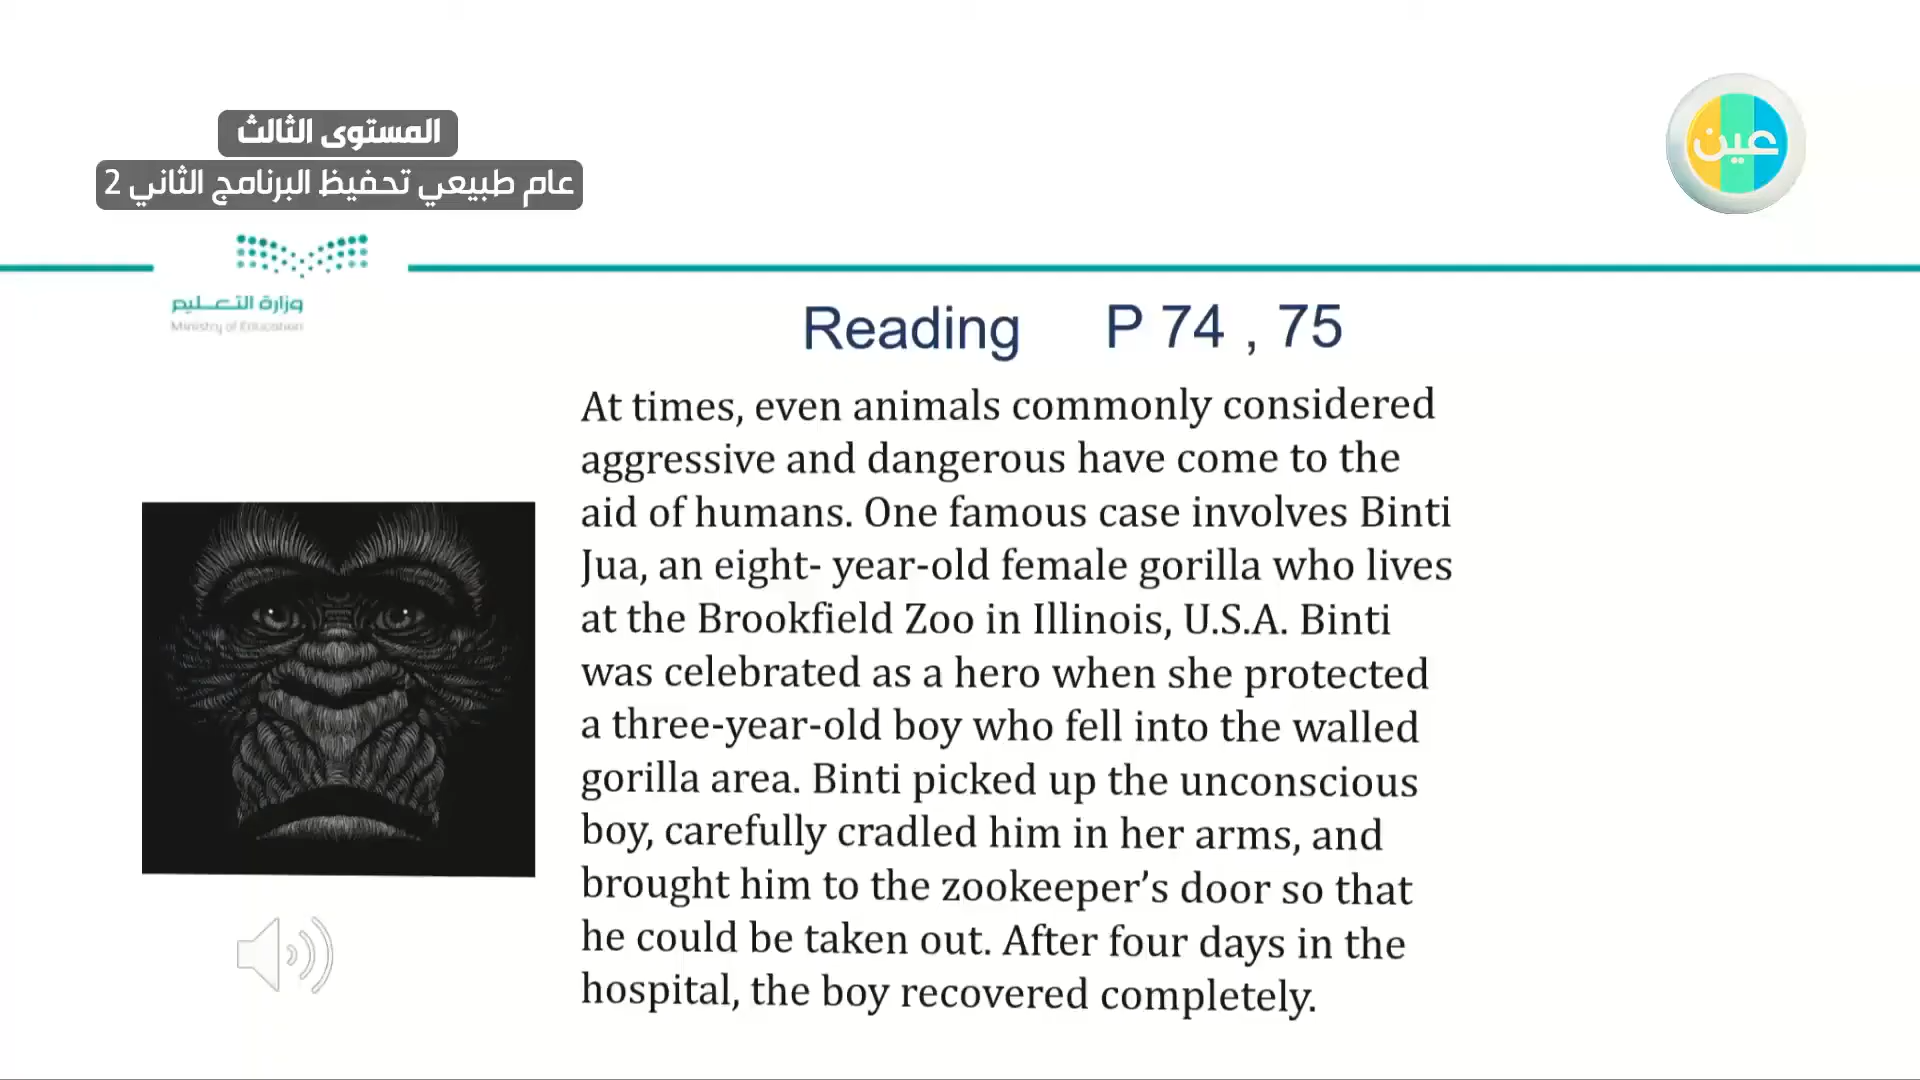 المستوى الثالث
عام طبيعي تحفيظ البرنامج الثاني 2
عين
وزارة التعليم
Ministry of Education
Reading P 74 , 75
At times, even animals commonly considered
aggressive and dangerous have come to the
aid of humans. One famous case involves Binti
Jua, an eight- year-old female gorilla who lives
at the Brookfield Zoo in Illinois, U.S.A. Binti
was celebrated as a hero when she protected
a three-year-old boy who fell into the walled
gorilla area. Binti picked up the unconscious
boy, carefully cradled him in her arms, and
brought him to the zookeeper’s door so that
he could be taken out. After four days in the
hospital, the boy recovered completely.